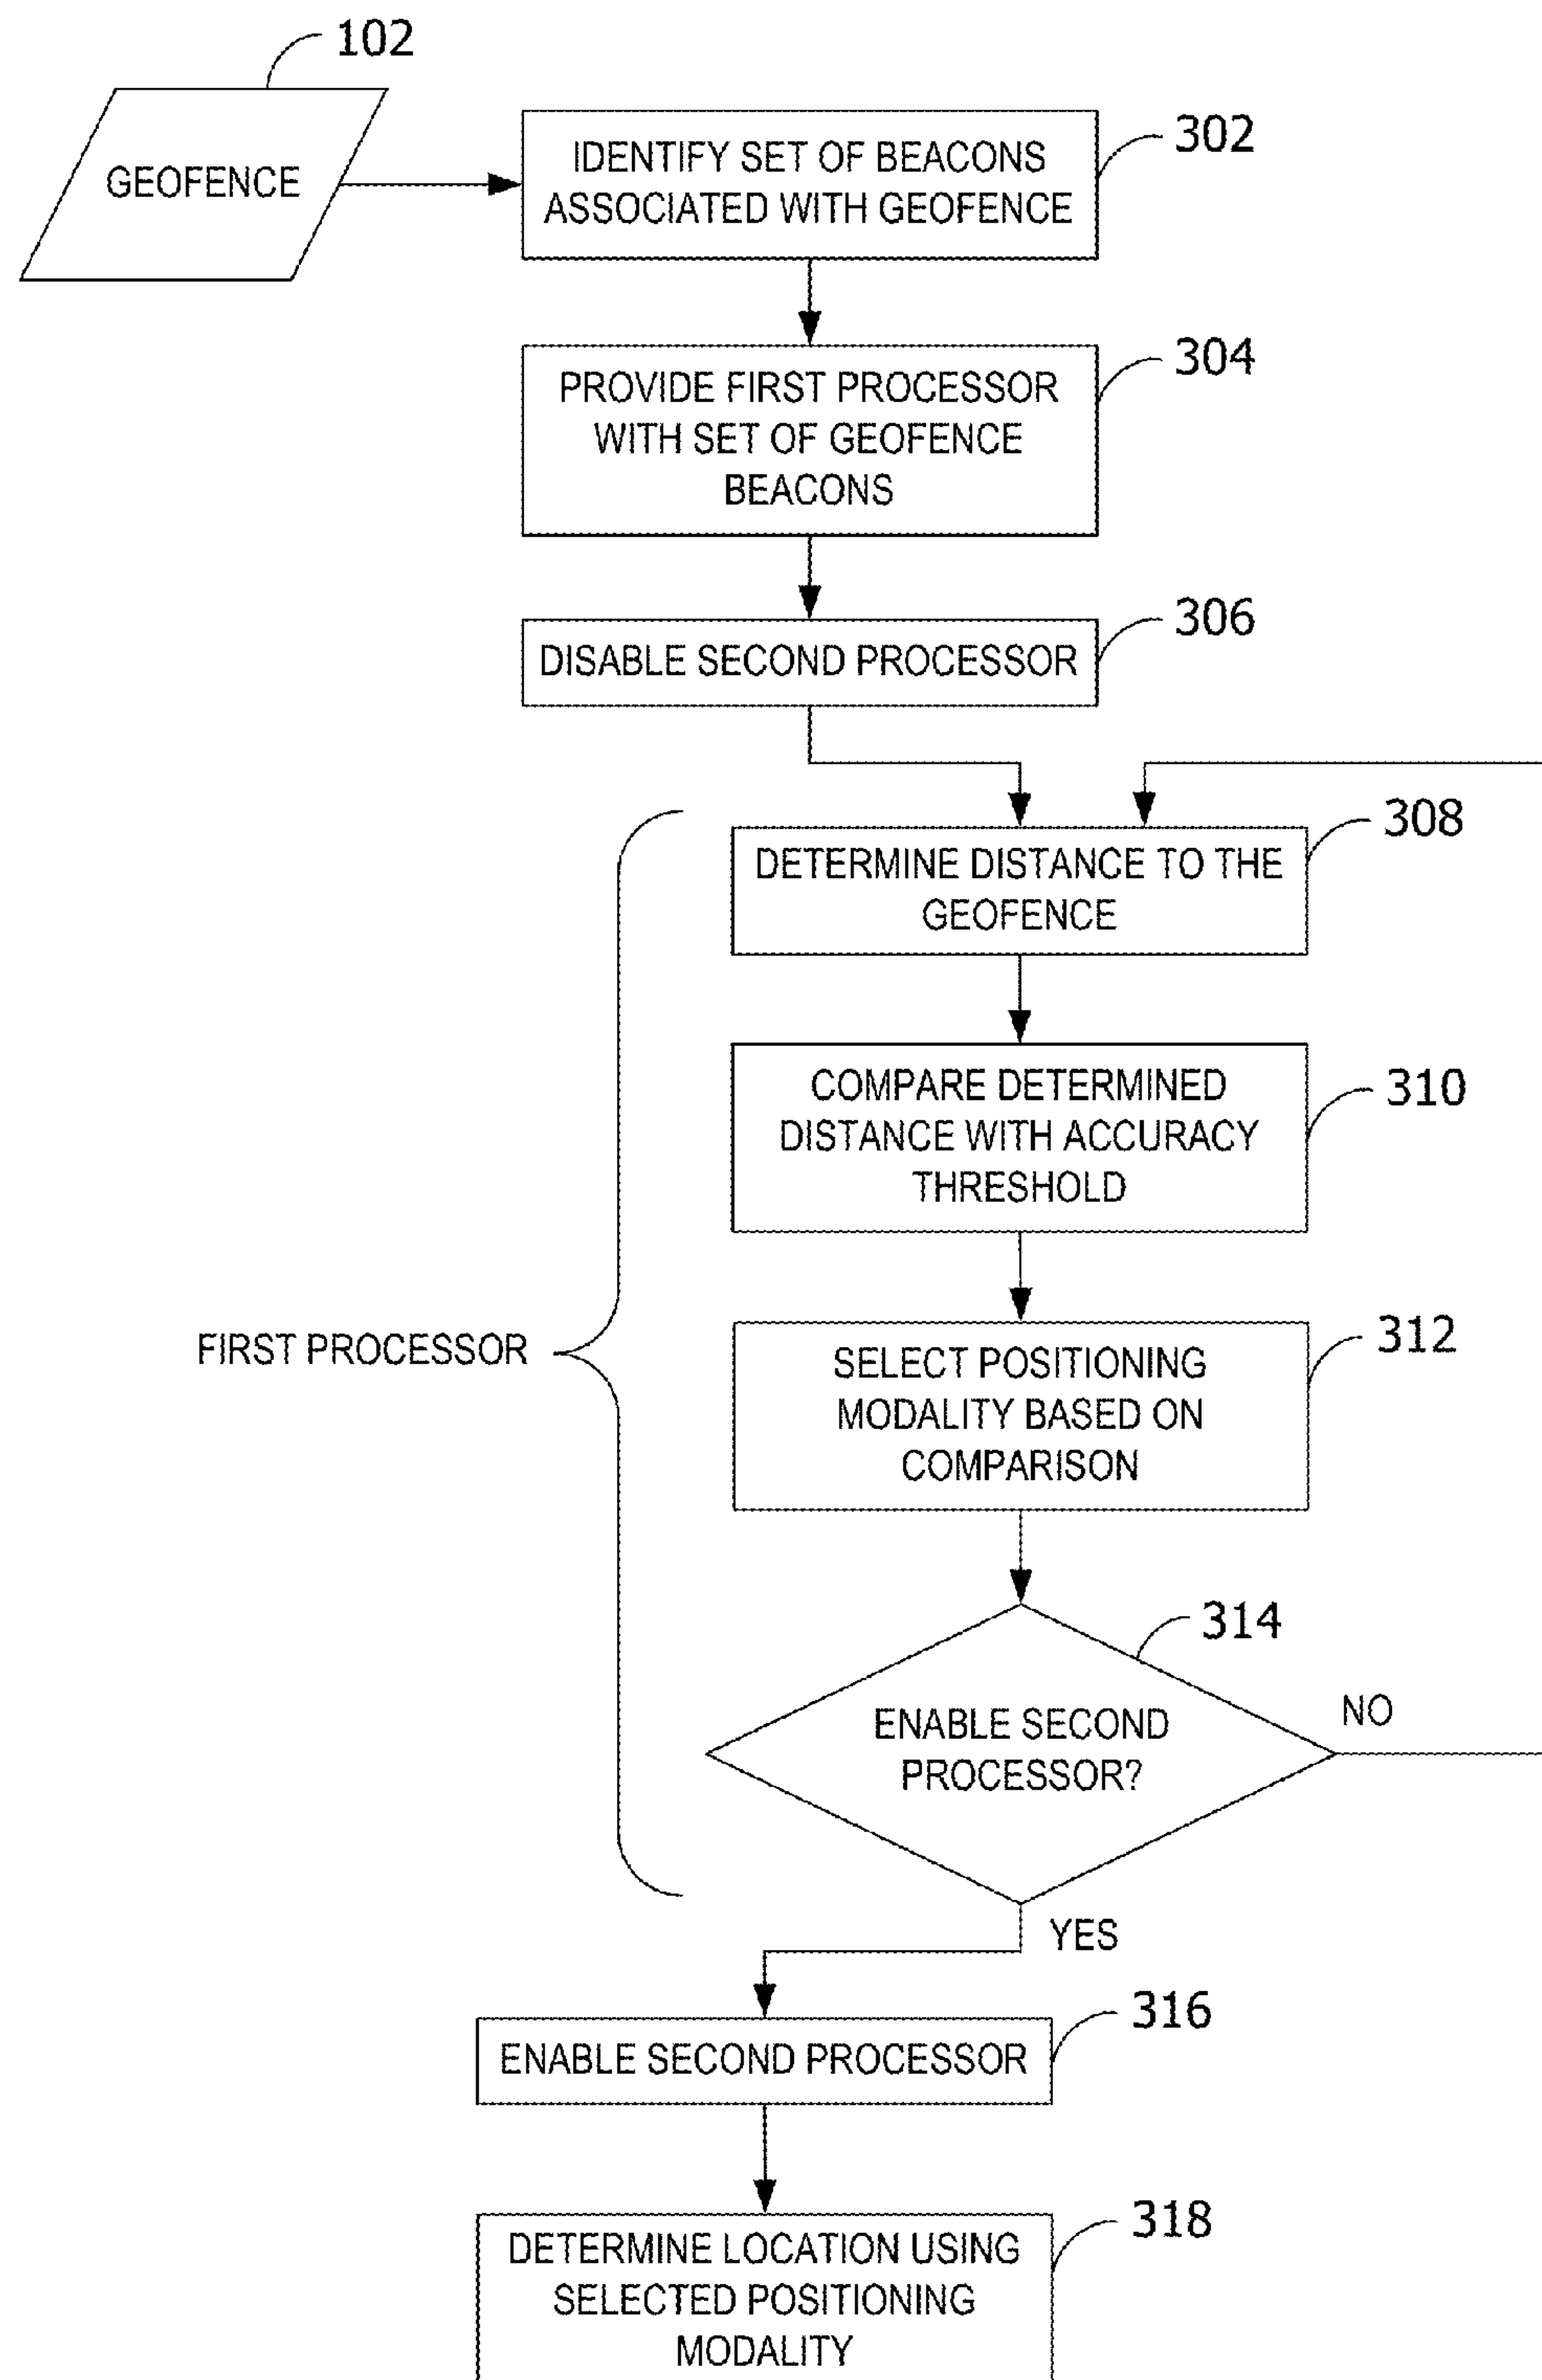 102
GEOFENCE
IDENTIFY SET OF BEACONS
ASSOCIATED WITH GEOFENCE
302
PROVIDE FIRST PROCESSOR
WITH SET OF GEOFENCE
BEACONS
304
DISABLE SECOND PROCESSOR
306
DETERMINE DISTANCE TO THE
GEOFENCE
308
COMPARE DETERMINED
DISTANCE WITH ACCURACY
THRESHOLD
310
FIRST PROCESSOR
SELECT POSITIONING
MODALITY BASED ON
COMPARISON
312
ENABLE SECOND
PROCESSOR?
314
NO
YES
ENABLE SECOND PROCESSOR
316
DETERMINE LOCATION USING
SELECTED POSITIONING
MODALITY
318